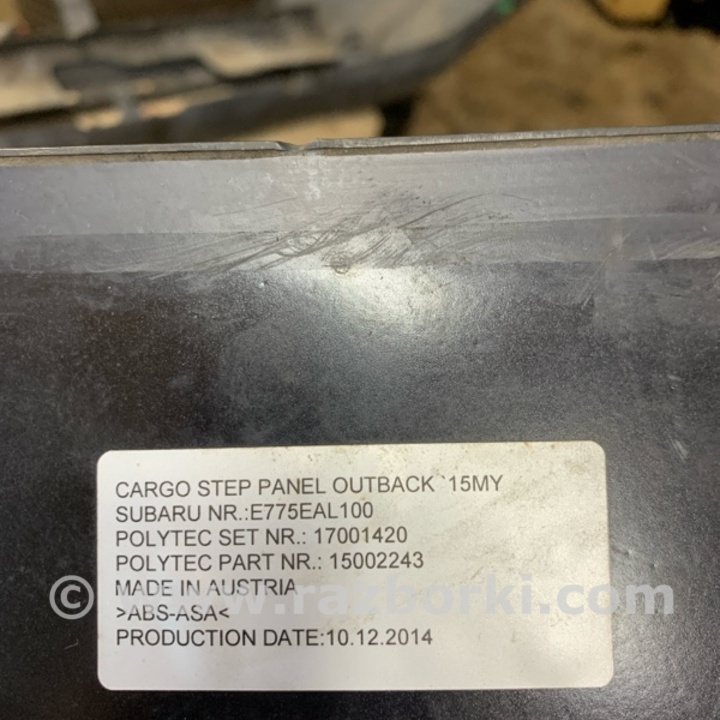 CARGO STEP PANEL OUTBACK `15MY
SUBARU NR.:E775EAL100
POLYTEC SET NR.: 17001420
POLYTEC PART NR.: 15002243
MADE IN AUSTRIA
© www.razborki.com
>ABS-ASA<
PRODUCTION DATE:10.12.2014